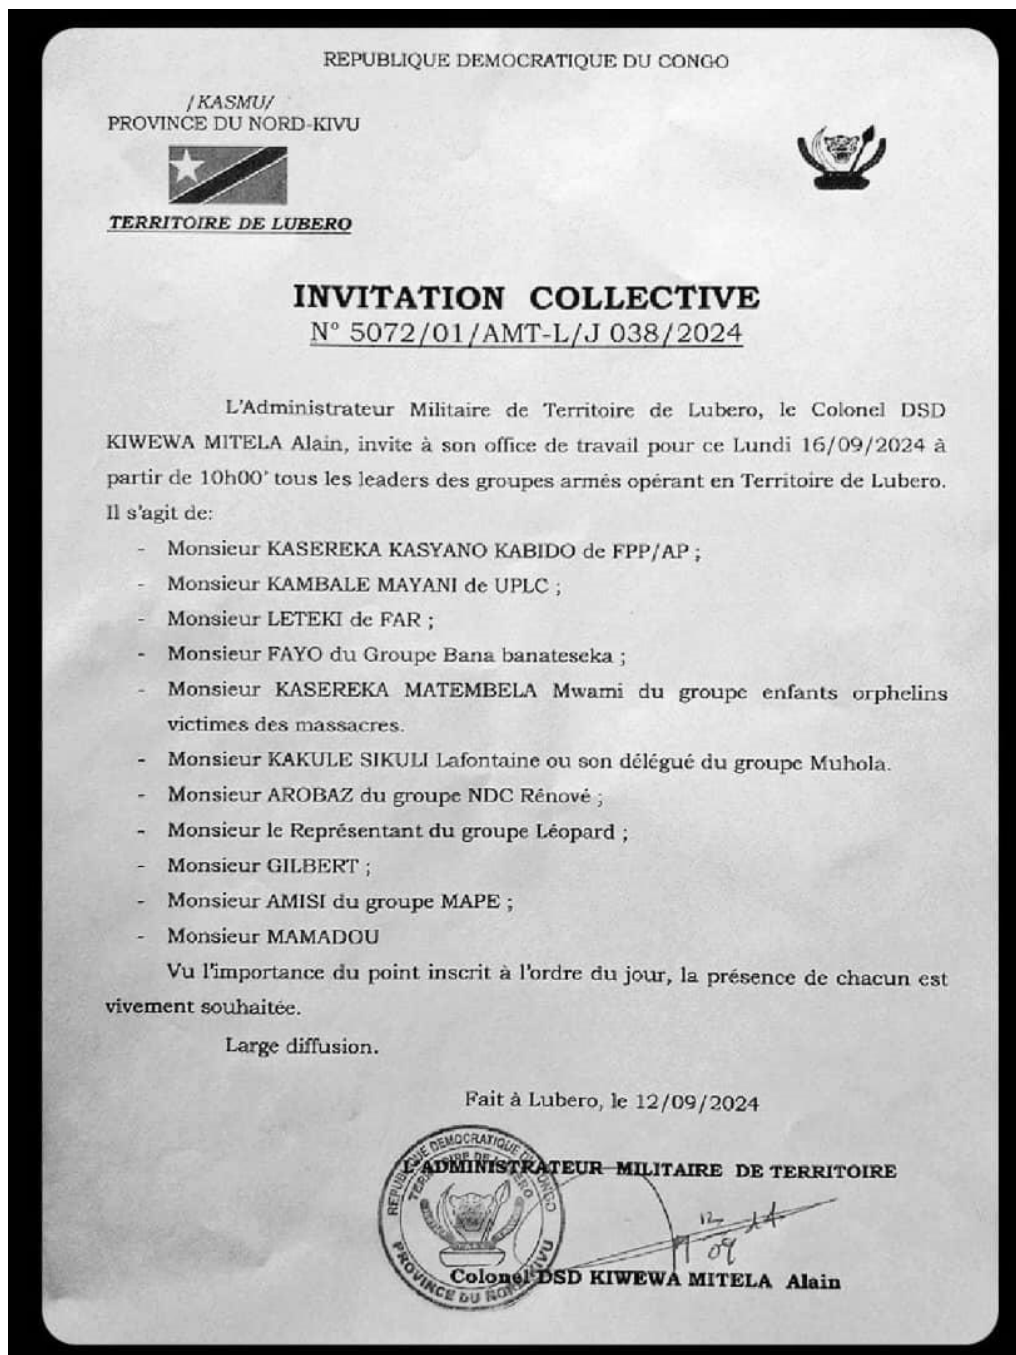 REPUBLIQUE DEMOCRATIQUE DU CONGO
/KASMU/
PROVINCE DU NORD-KIVU
TERRITOIRE DE LUBERO
INVITATION COLLECTIVE
N° 5072/01/AMT-L/J 038/2024
L'Administrateur Militaire de Territoire de Lubero, le Colonel DSD
KIWEWA MITELA Alain, invite à son office de travail pour ce Lundi 16/09/2024 à
partir de 10h00' tous les leaders des groupes armés opérant en Territoire de Lubero.
Il s'agit de:
- Monsieur KASEREKA KASYANO KABIDO de FPP/AP ;
- Monsieur KAMBALE MAYANI de UPLC ;
- Monsieur LETEKI de FAR ;
- Monsieur FAYO du Groupe Bana banateseka ;
- Monsieur KASEREKA MATEMBELA Mwami du groupe enfants orphelins
victimes des massacres.
- Monsieur KAKULE SIKULI Lafontaine ou son délégué du groupe Muhola.
- Monsieur AROBAZ du groupe NDC Rénové ;
- Monsieur le Représentant du groupe Léopard ;
- Monsieur GILBERT ;
- Monsieur AMISI du groupe MAPE ;
- Monsieur MAMADOU
Vu l'importance du point inscrit à l'ordre du jour, la présence de chacun est
vivement souhaitée.
Large diffusion.
Fait à Lubero, le 12/09/2024
L'ADMINISTRATEUR MILITAIRE DE TERRITOIRE
REPUBLIQUE DEMOCRATIQUE DU CONGO
TERRITOIRE DE LUBERO
PROVINCE DU NORD-KIVU
12
09
Colonel DSD KIWEWA MITELA Alain